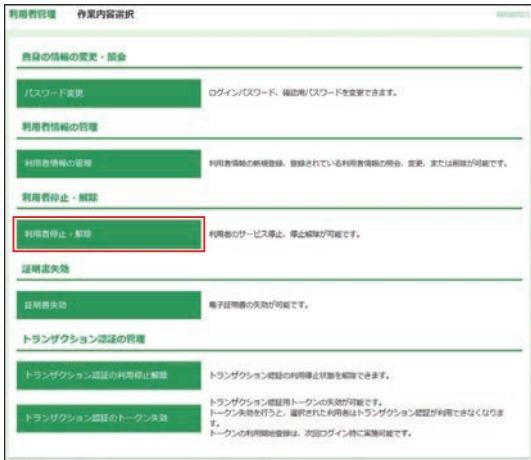 利用者管理 作業内容選択
自身の情報の変更・照会
パスワード変更 ログインパスワード、確認用パスワードを変更できます。
利用者情報の管理
利用者情報の管理 利用者情報の新規登録、登録されている利用者情報の照会、変更、または削除が可能です。
利用者停止・解除
利用者停止・解除 利用者のサービス停止、停止解除が可能です。
証明書失効
証明書失効 電子証明書の失効が可能です。
トランザクション認証の管理
トランザクション認証の利用停止解除 トランザクション認証の利用停止状態を解除できます。
トランザクション認証のトークン失効 トランザクション認証用トークンの失効が可能です。
トークン失効を行うと、選択された利用者はトランザクション認証が利用できなくなりま
す。
トークンの利用開始登録は、次回ログイン時に実施可能です。